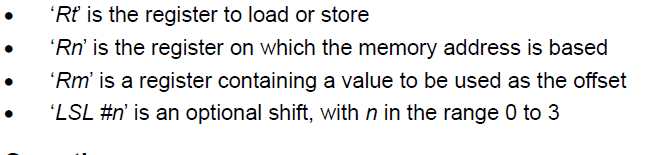 • ‘Rt’ is the register to load or store
• ‘Rn’ is the register on which the memory address is based
• ‘Rm’ is a register containing a value to be used as the offset
• ‘LSL #n’ is an optional shift, with n in the range 0 to 3